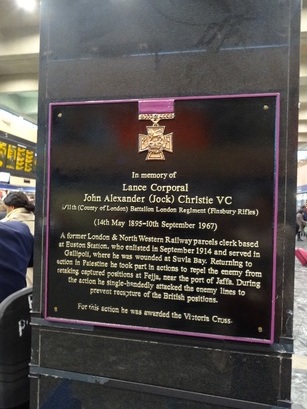 In memory of
Lance Corporal
John Alexander (Jock) Christie VC
1/11th (County of London) Battalion London Regiment (Finsbury Rifles)
(14th May 1895-10th September 1967)
A former London & North Western Railway parcels clerk based
at Euston Station, who enlisted in September 1914 and served in
Gallipoli, where he was wounded at Suvla Bay. Returning to
action in Palestine he took part in actions to repel the enemy from
retaking captured positions at Fejja, near the port of Jaffa. During
the action he single-handedly attacked the enemy lines to
prevent recapture of the British positions.
For this action he was awarded the Victoria Cross.